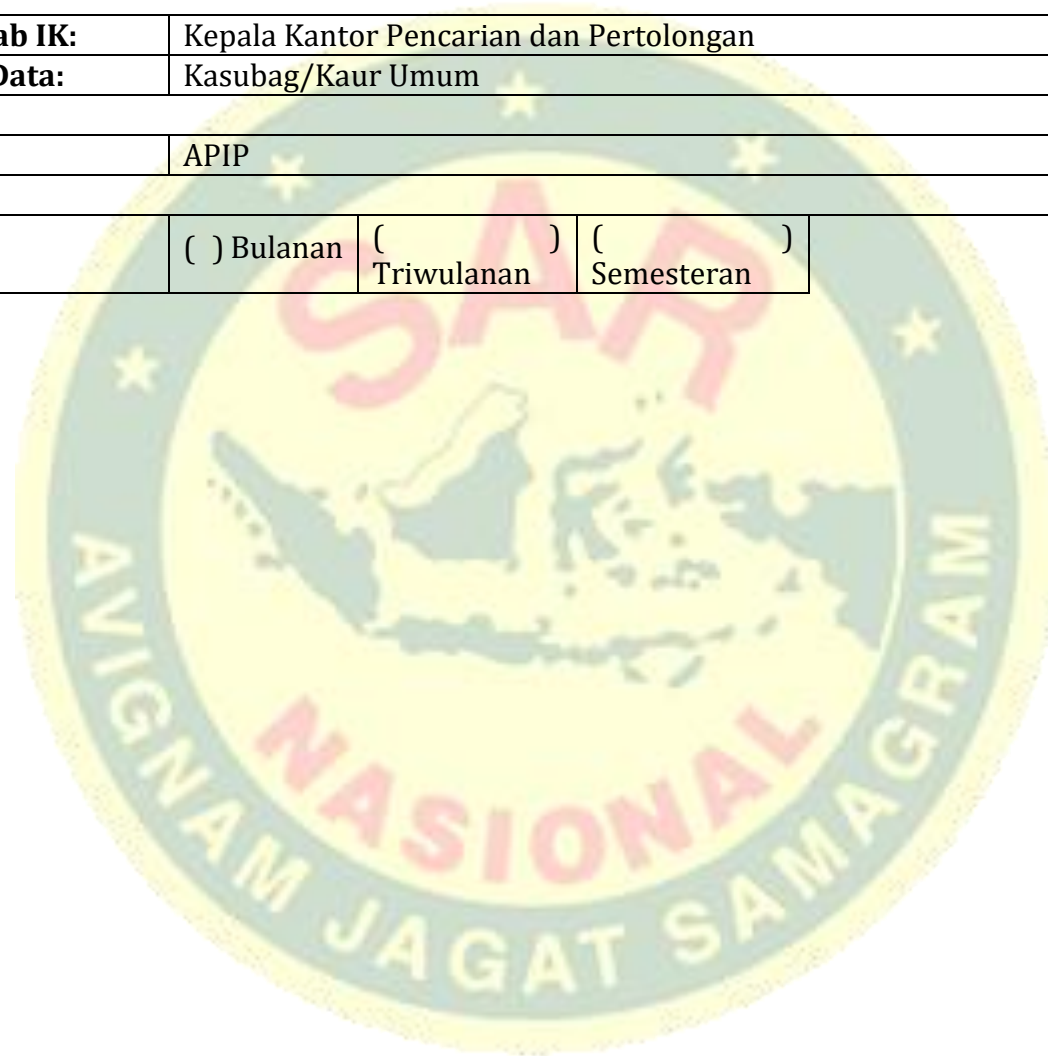 ab IK: Kepala Kantor Pencarian dan Pertolongan
Data: Kasubag/Kaur Umum
APIP
( ) Bulanan ( ) Triwulanan ( ) Semesteran
SAR
NASIONAL
AVIGNAM JAGAT SAMAGRAM